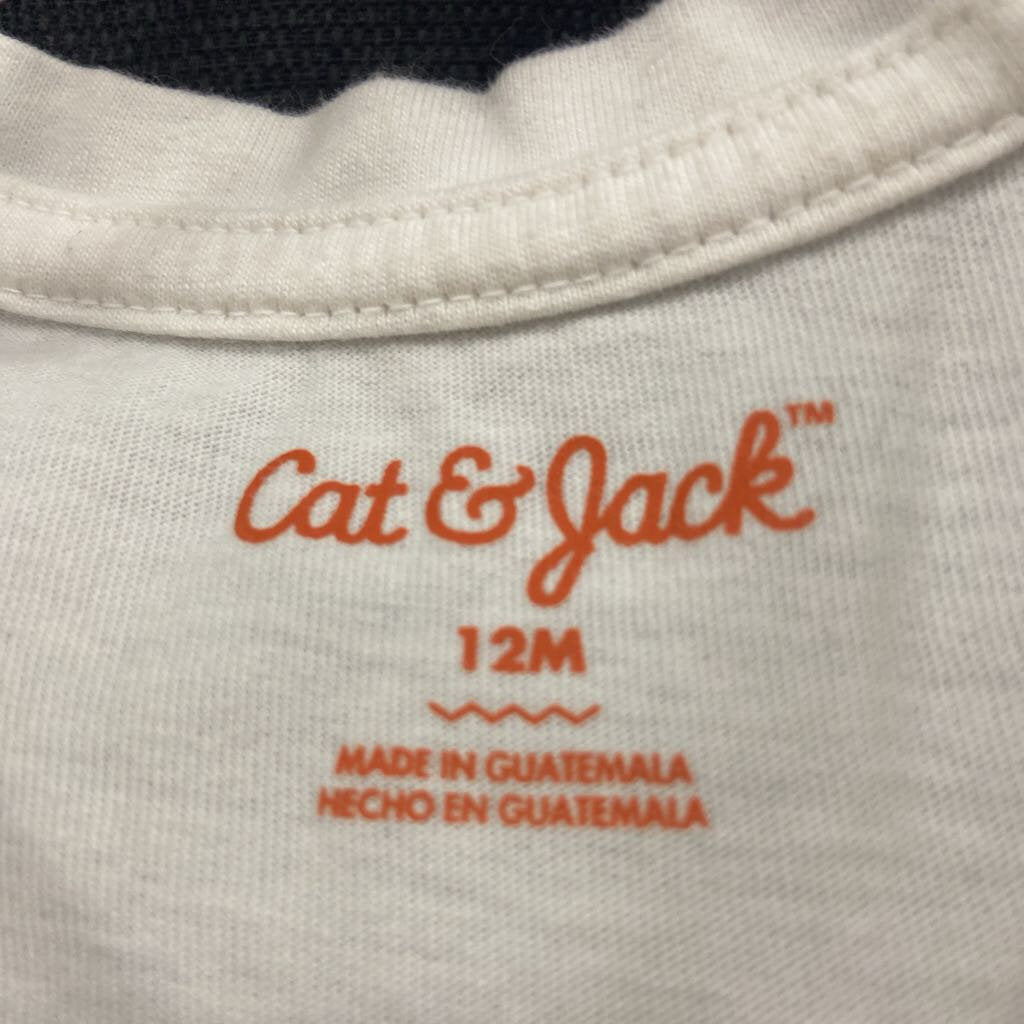 Cat & Jack™
12M
MADE IN GUATEMALA
HECHO EN GUATEMALA